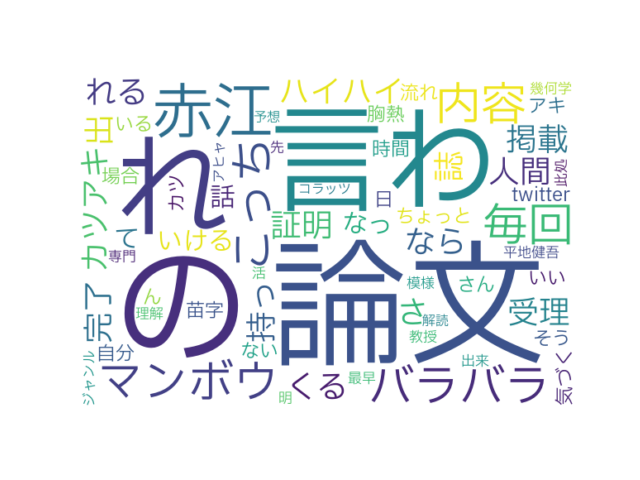 れる
赤江
ハイハイ
流れ
内容
幾何学
アキ
出
いる
予想
言わ
胸熱
掲載
カツアキ
場合
カツ
アヒャ
れ
こっち
先
コラッツ
時間
誌
人間
此処
話
日
twitter
て
専門
いける
の
証明
なっ
ちょっと
毎回
なら
平地健吾
論文
完了
ん
理解
苗字
持っ
活
模様
さん
いい
さ
解読
受理
自分
ない
教授
そう
ジャンル
マンボウ
くる
最早
バラバラ
出来
気づく
明